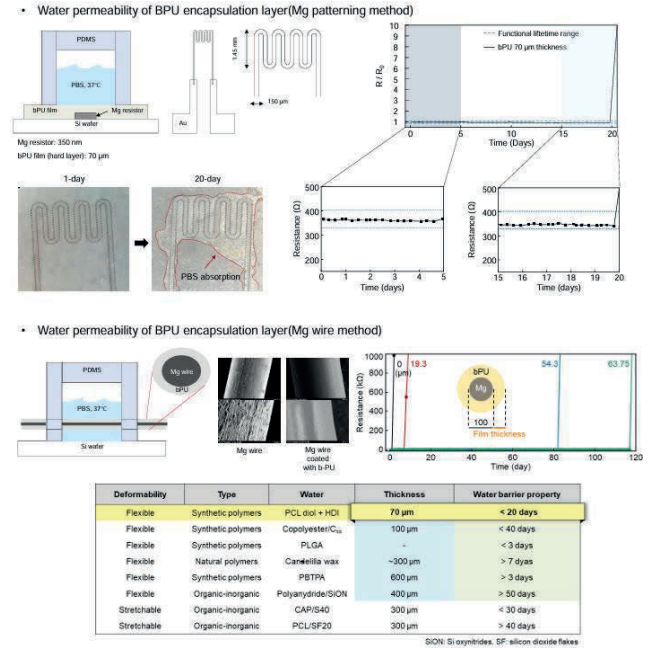 • Water permeability of BPU encapsulation layer(Mg patterning method)
PDMS
PBS, 37℃
bPU film
Mg resistor
Si wafer
Mg resistor: 350 nm
bPU film (hard layer): 70 μm
1.45 mm
150 μm
Au
R / R0
10
9
8
7
6
5
4
3
2
1
Functional lifetime range
bPU 70 μm thickness
0
5
10
15
20
Time (Days)
1-day
20-day
PBS absorption
Resistance (Ω)
500
400
300
200
0 1 2 3 4 5
Time (days)
Resistance (Ω)
500
400
300
200
15 16 17 18 19 20
Time (days)
• Water permeability of BPU encapsulation layer(Mg wire method)
PDMS
PBS, 37℃
Si wafer
Mg wire
bPU
Mg wire
Mg wire
coated
with b-PU
Resistance (kΩ)
1000
800
600
400
200
0
0
(μm)
19.3
54.3
63.75
bPU
Mg
100
Film thickness
0 20 40 60 80 100 120
Time (day)
Deformability Type Water Thickness Water barrier property
Flexible Synthetic polymers PCL diol + HDI 70 μm < 20 days
Flexible Synthetic polymers Copolyester/C 100 μm < 40 days
Flexible Synthetic polymers PLGA - < 3 days
Flexible Natural polymers Candelilla wax ~300 μm > 7 dyas
Flexible Synthetic polymers PBTPA 600 μm > 3 days
Flexible Organic-inorganic Polyanydride/SiON 400 μm > 50 days
Stretchable Organic-inorganic CAP/S40 300 μm < 30 days
Stretchable Organic-inorganic PCL/SF20 300 μm > 40 days
SiON: Si oxynitrides, SF: silicon dioxide flakes